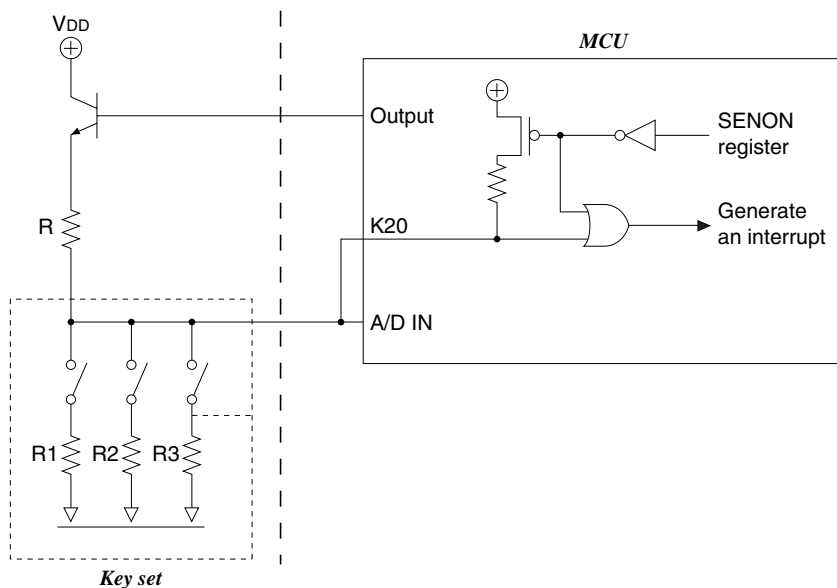 VDD
MCU
Output
SENON
register
R
K20
Generate
an interrupt
A/D IN
R1
R2
R3
Key set